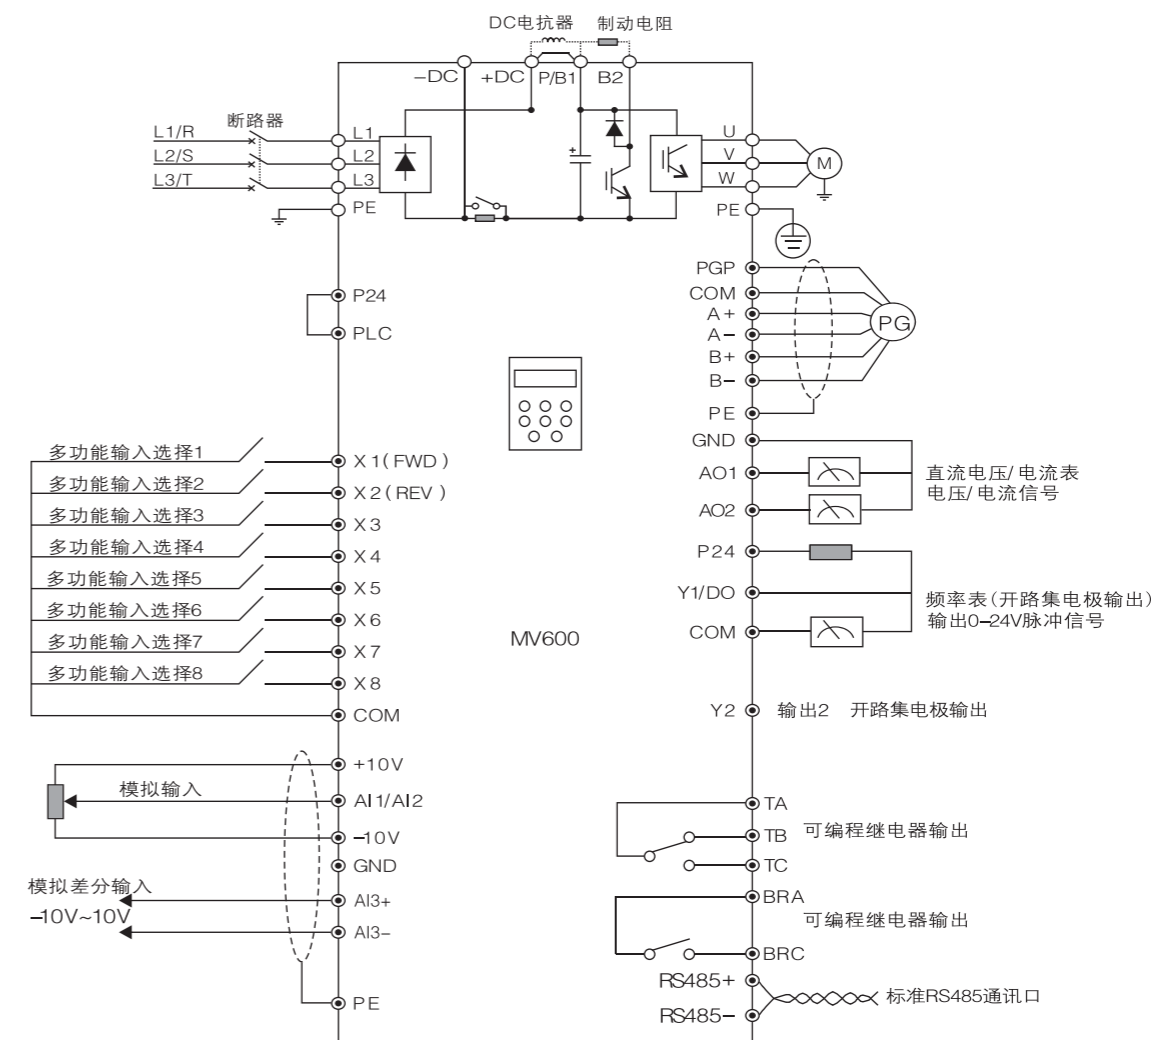 DC电抗器 制动电阻
-DC +DC P/B1 B2
断路器
L1/R L1 U
L2/S L2 V M
L3/T L3 W
PE PE
PGP
P24 COM
A+ PG
PLC A-
B+
B-
PE
GND
多功能输入选择1 X1(FWD)
AO1 直流电压/电流表
多功能输入选择2 X2(REV) 电压/电流信号
多功能输入选择3 X3 AO2
多功能输入选择4 X4 P24
多功能输入选择5 X5 Y1/DO 频率表(开路集电极输出)
多功能输入选择6 X6 输出0-24V脉冲信号
多功能输入选择7 X7 MV600 COM
多功能输入选择8 X8
COM Y2 输出2 开路集电极输出
+10V
模拟输入 AI1/AI2 TA
-10V TB 可编程继电器输出
GND TC
模拟差分输入 AI3+ BRA
-10V~10V AI3- 可编程继电器输出
BRC
RS485+
PE 标准RS485通讯口
RS485-